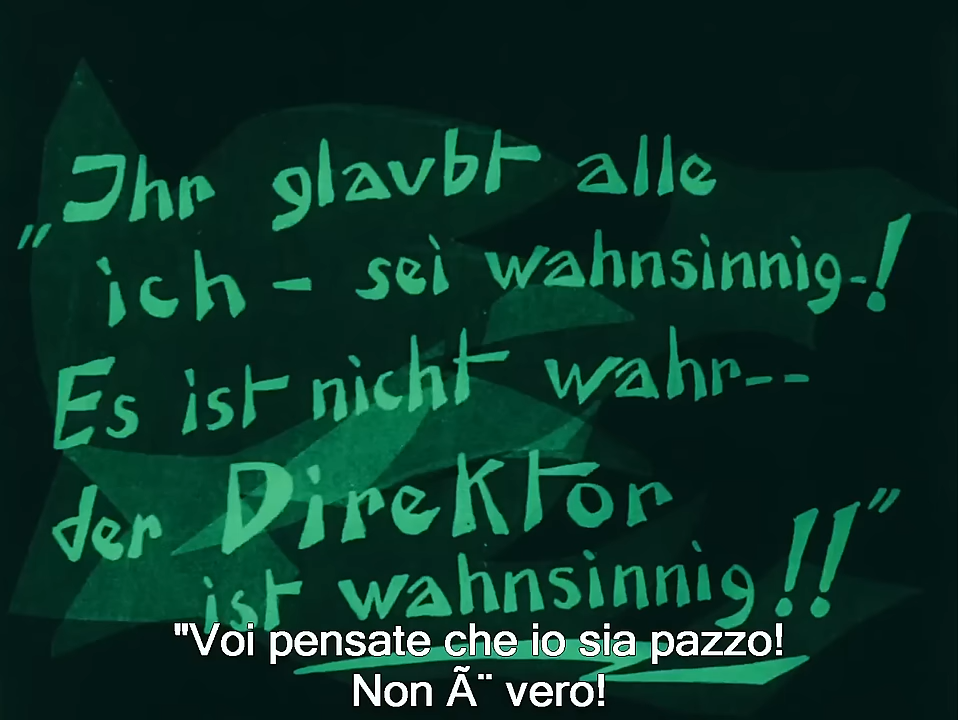 „Ihr glaubt alle
ich - sei wahnsinnig-!
Es ist nicht wahr--
der Direktor
ist wahnsinnig!!”
"Voi pensate che io sia pazzo!
Non Ã¨ vero!